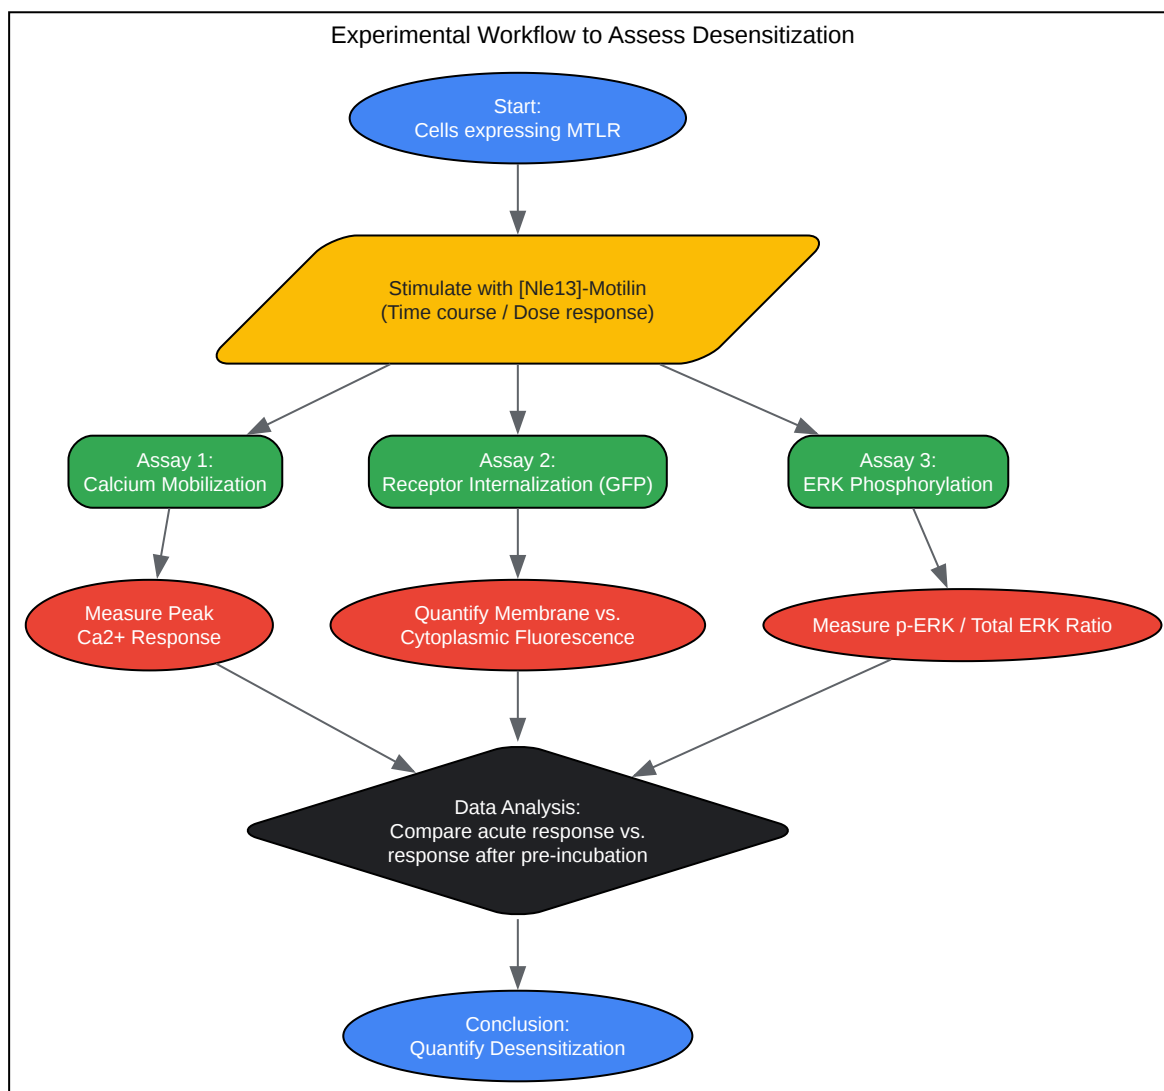 Experimental Workflow to Assess Desensitization
Start:
Cells expressing MTLR
Stimulate with [Nle13]-Motilin
(Time course / Dose response)
Assay 1:
Calcium Mobilization
Assay 2:
Receptor Internalization (GFP)
Assay 3:
ERK Phosphorylation
Measure Peak
Ca2+ Response
Quantify Membrane vs.
Cytoplasmic Fluorescence
Measure p-ERK / Total ERK Ratio
Data Analysis:
Compare acute response vs.
response after pre-incubation
Conclusion:
Quantify Desensitization